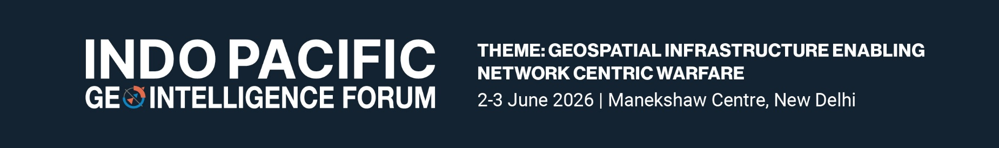 INDO PACIFIC
GEOINTELLIGENCE FORUM
THEME: GEOSPATIAL INFRASTRUCTURE ENABLING
NETWORK CENTRIC WARFARE
2-3 June 2026 | Manekshaw Centre, New Delhi